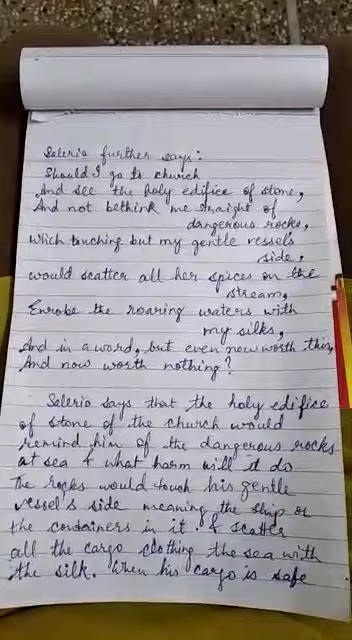 Salerio further says:
Should I go to church
And see the holy edifice of stone,
And not bethink me straight of
dangerous rocks,
which touching but my gentle vessels
side,
would scatter all her spices on the
stream,
Enrobe the roaring waters with
my silks,
And in a word, but even now worth this,
And now worth nothing?
Salerio says that the holy edifice
of stone of the church would
remind him of the dangerous rocks
at sea & what harm will it do
The rocks would touch his gentle
vessel's side meaning the ship or
the containers in it. & scatter
all the cargo clothing the sea with
the silk. When his cargo is safe